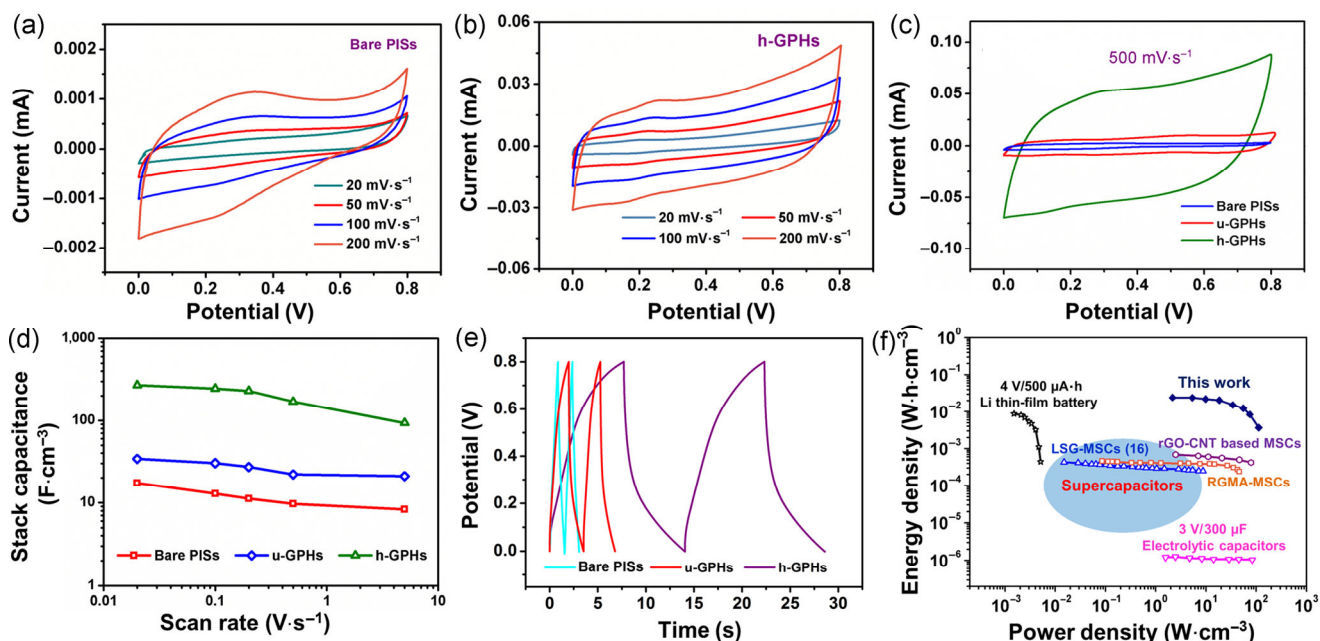 (a)
Bare PISs
Current (mA)
0.002
0.001
0.000
–0.001
–0.002
20 mV·s⁻¹
50 mV·s⁻¹
100 mV·s⁻¹
200 mV·s⁻¹
0.0 0.2 0.4 0.6 0.8
Potential (V)
(b)
h-GPHs
Current (mA)
0.06
0.03
0.00
–0.03
–0.06
20 mV·s⁻¹ 50 mV·s⁻¹
100 mV·s⁻¹ 200 mV·s⁻¹
0.0 0.2 0.4 0.6 0.8
Potential (V)
(c)
500 mV·s⁻¹
Current (mA)
0.10
0.05
0.00
–0.05
–0.10
Bare PISs
u-GPHs
h-GPHs
0.0 0.2 0.4 0.6 0.8
Potential (V)
(d)
Stack capacitance
(F·cm⁻³)
1,000
100
10
1
Bare PISs u-GPHs h-GPHs
0.01 0.1 1 10
Scan rate (V·s⁻¹)
(e)
Potential (V)
0.8
0.6
0.4
0.2
0.0
Bare PISs u-GPHs h-GPHs
0 5 10 15 20 25 30
Time (s)
(f)
Energy density (W·h·cm⁻³)
10⁰
10⁻¹
10⁻²
10⁻³
10⁻⁴
10⁻⁵
10⁻⁶
4 V/500 μA·h
Li thin-film battery
This work
LSG-MSCs (16)
rGO-CNT based MSCs
Supercapacitors
RGMA-MSCs
3 V/300 μF
Electrolytic capacitors
10⁻³ 10⁻² 10⁻¹ 10⁰ 10¹ 10² 10³
Power density (W·cm⁻³)